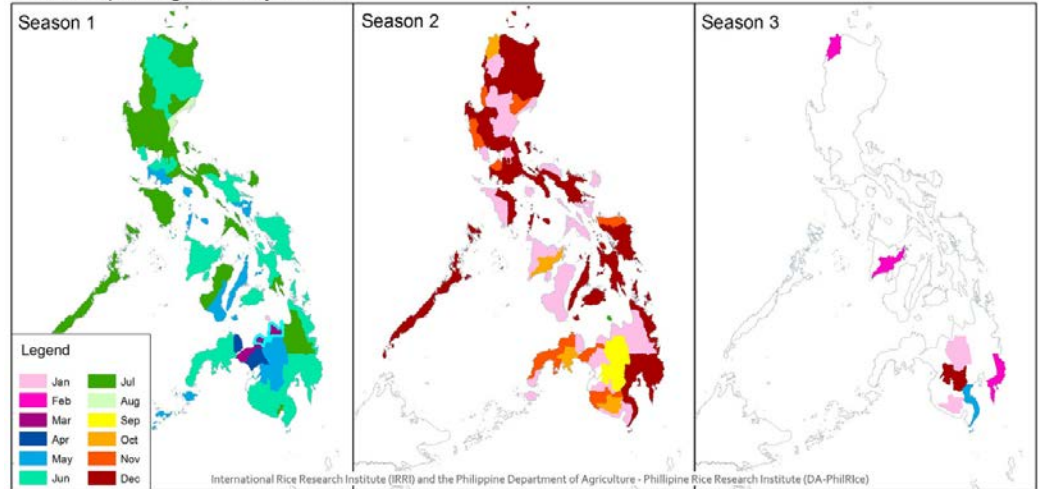 Season 1
Season 2
Season 3
Legend
Jan Jul
Feb Aug
Mar Sep
Apr Oct
May Nov
Jun Dec
International Rice Research Institute (IRRI) and the Philippine Department of Agriculture - Phillipine Rice Research Institute (DA-PhilRIce)